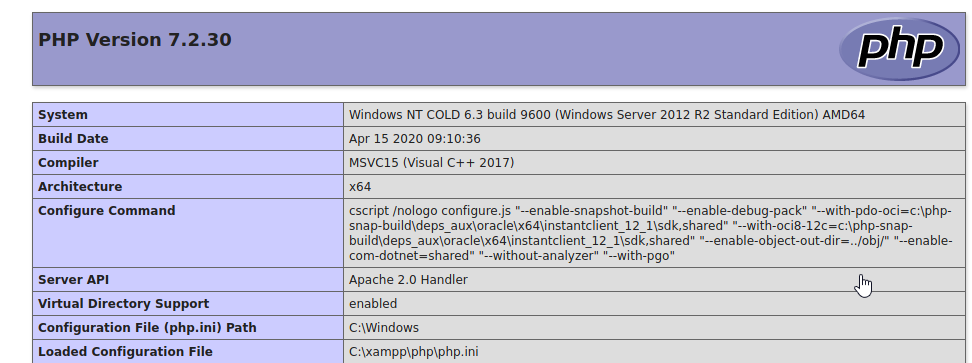 PHP Version 7.2.30
php
System Windows NT COLD 6.3 build 9600 (Windows Server 2012 R2 Standard Edition) AMD64
Build Date Apr 15 2020 09:10:36
Compiler MSVC15 (Visual C++ 2017)
Architecture x64
Configure Command cscript /nologo configure.js "--enable-snapshot-build" "--enable-debug-pack" "--with-pdo-oci=c:\php-
snap-build\deps_aux\oracle\x64\instantclient_12_1\sdk,shared" "--with-oci8-12c=c:\php-snap-
build\deps_aux\oracle\x64\instantclient_12_1\sdk,shared" "--enable-object-out-dir=../obj/" "--enable-
com-dotnet=shared" "--without-analyzer" "--with-pgo"
Server API Apache 2.0 Handler
Virtual Directory Support enabled
Configuration File (php.ini) Path C:\Windows
Loaded Configuration File C:\xampp\php\php.ini